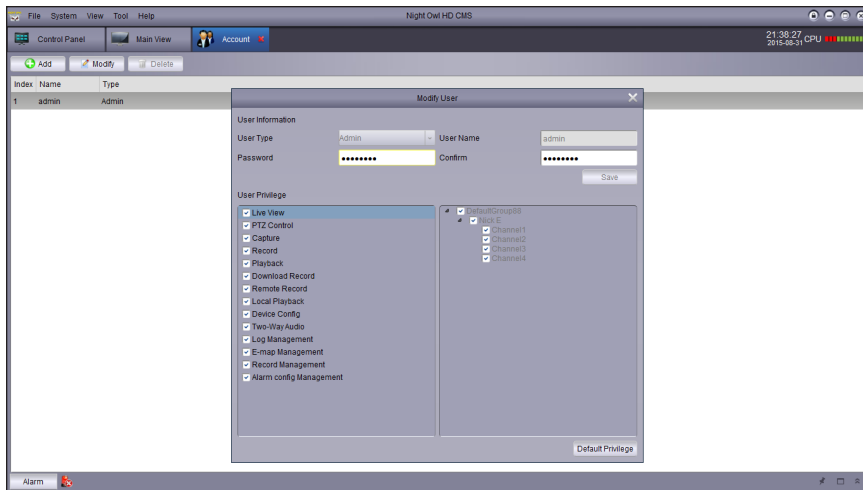 File System View Tool Help Night Owl HD CMS
Control Panel Main View Account 21:38:27
2015-08-31 CPU
Add Modify Delete
Index Name Type
1 admin Admin
Modify User
User Information
User Type Admin User Name admin
Password •••••••• Confirm ••••••••
Save
User Privilege
Live View
PTZ Control
Capture
Record
Playback
Download Record
Remote Record
Local Playback
Device Config
Two-WayAudio
Log Management
E-map Management
Record Management
Alarm config Management
DefaultGroup88
Nick E
Channel1
Channel2
Channel3
Channel4
Default Privilege
Alarm